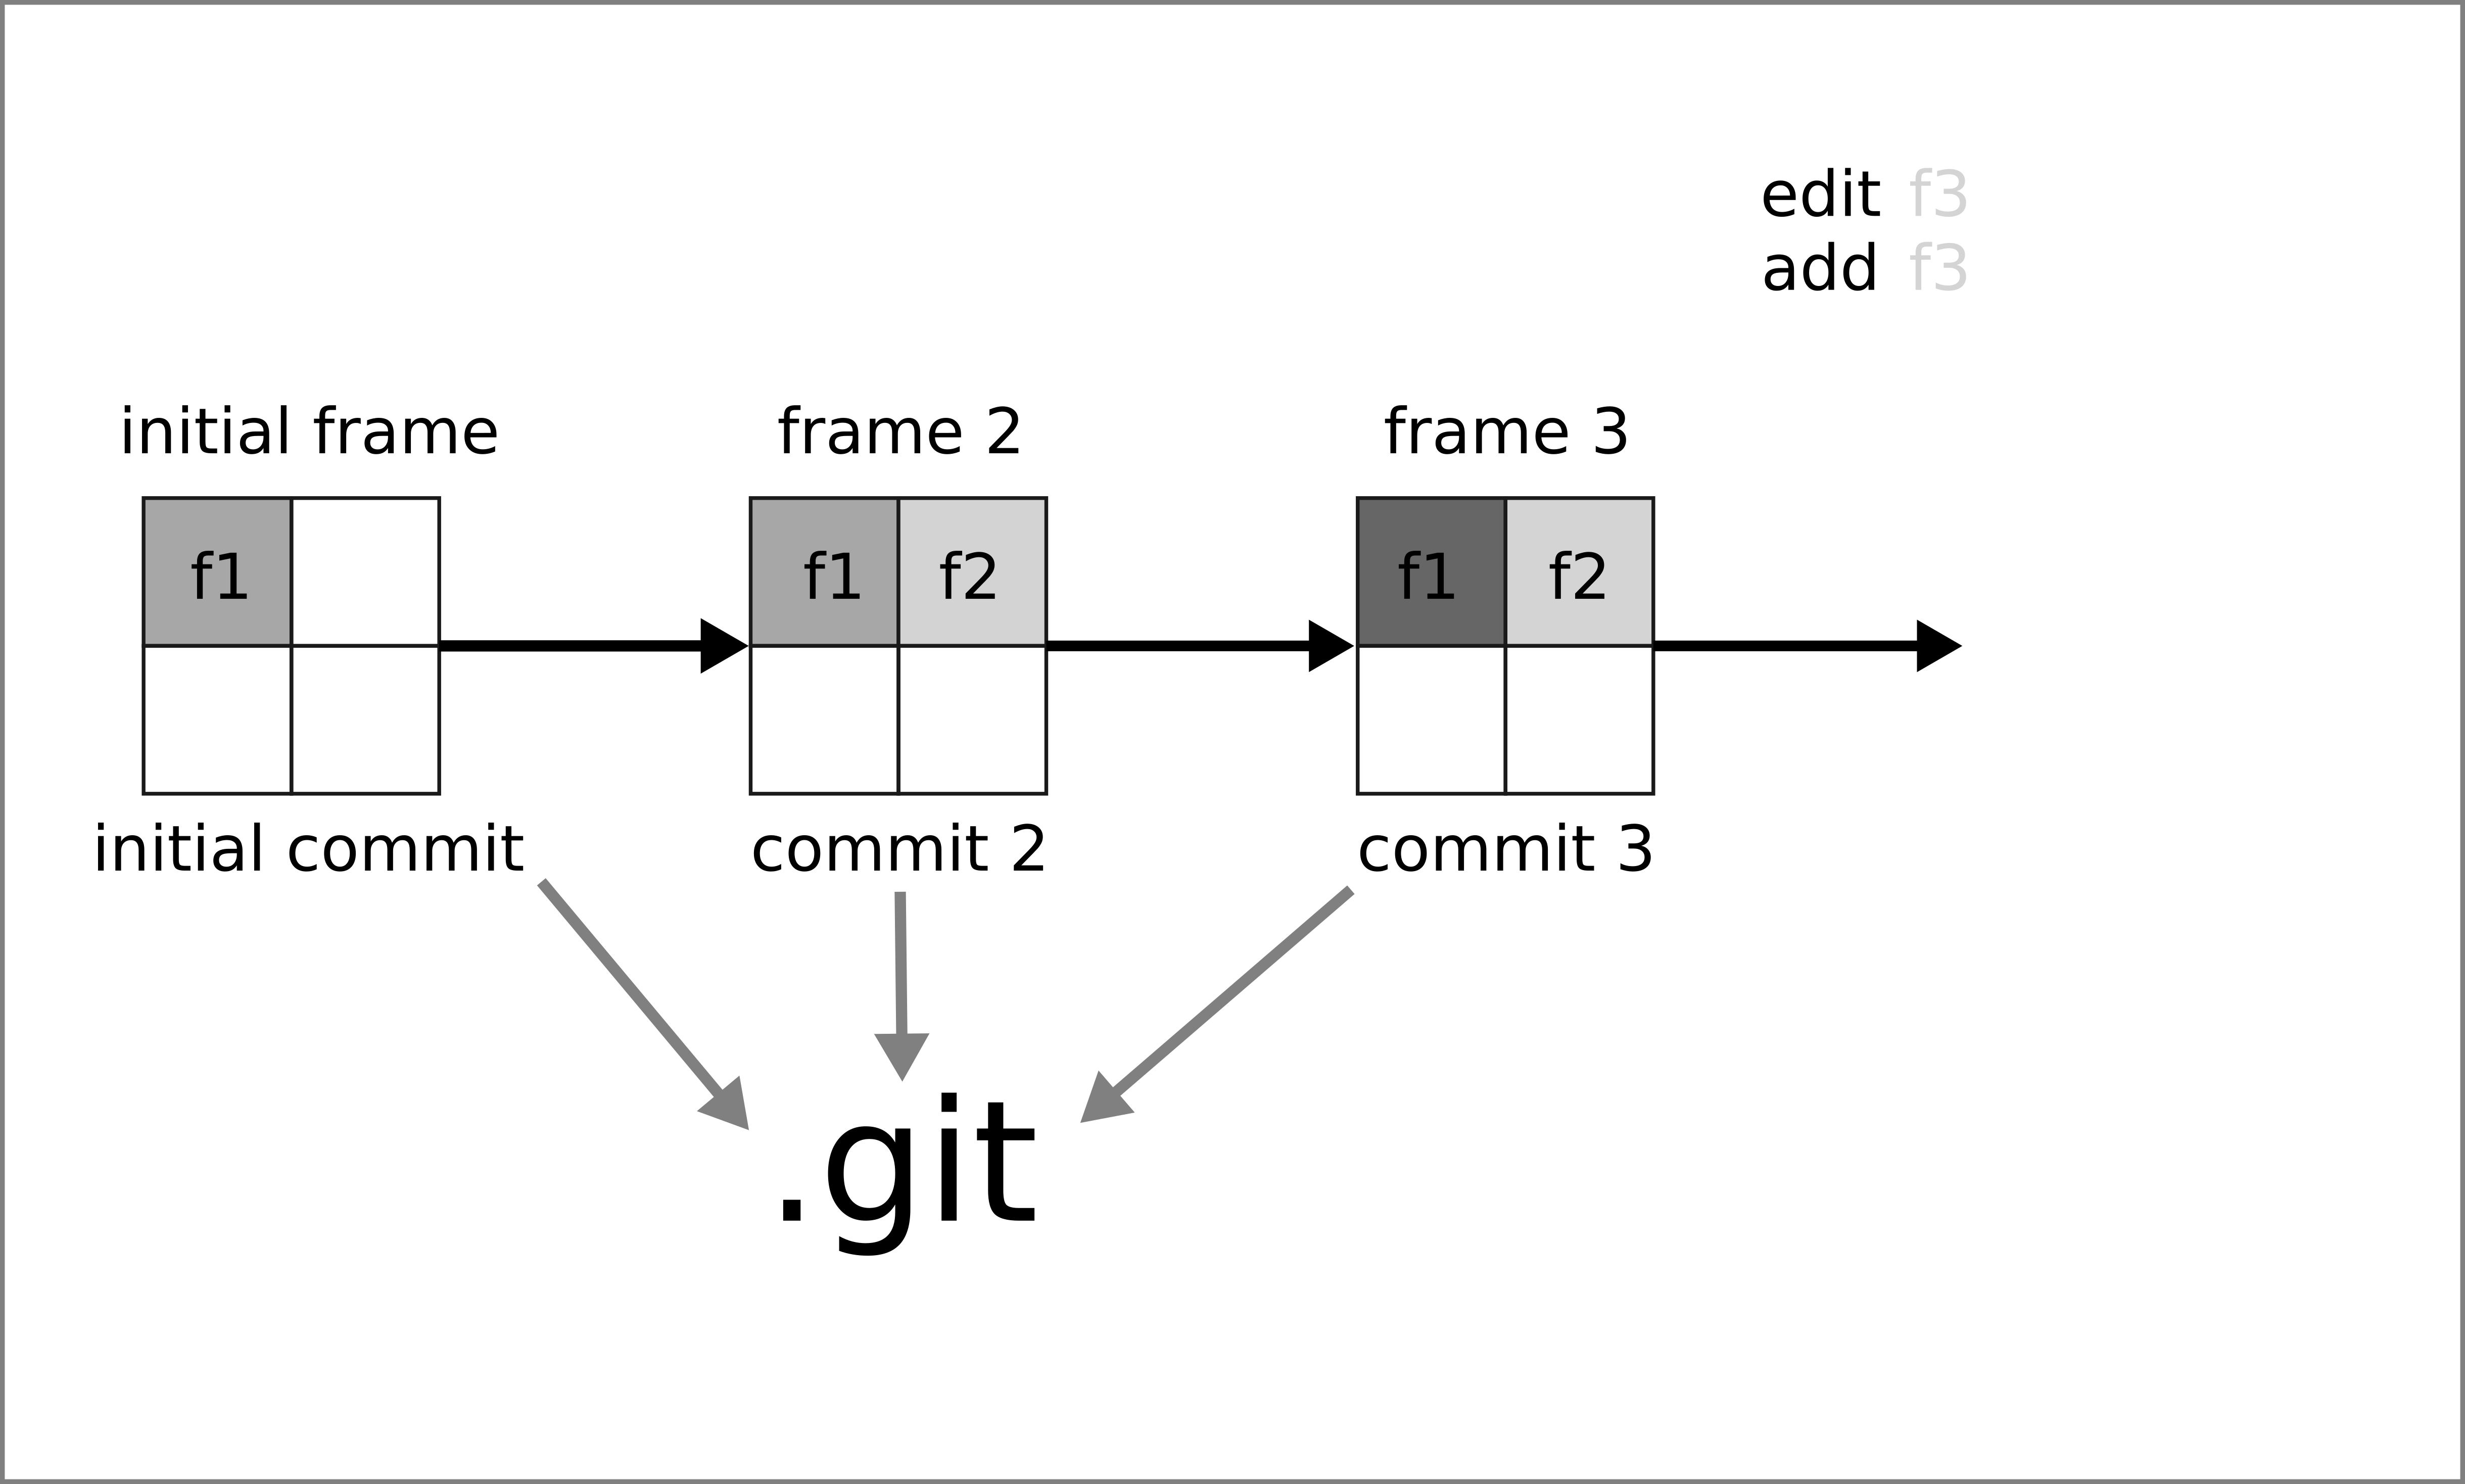 edit f3
add f3
initial frame
frame 2
frame 3
f1
f1 f2
f1 f2
initial commit
commit 2
commit 3
.git